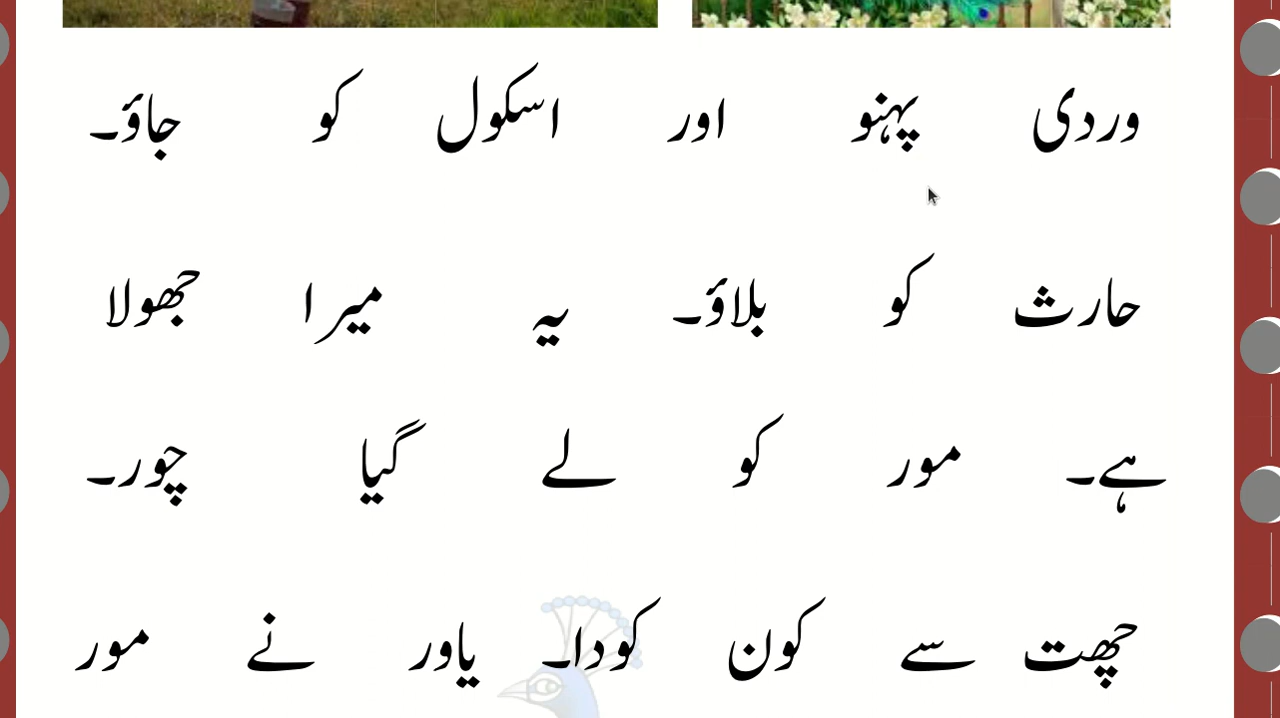 وردی پہنو اور اسکول کو جاؤ۔
حارث کو بلاؤ۔ یہ میرا جھولا
ہے۔ مور کو لے گیا چور۔
چھت سے کون کودا۔ یاور نے مور